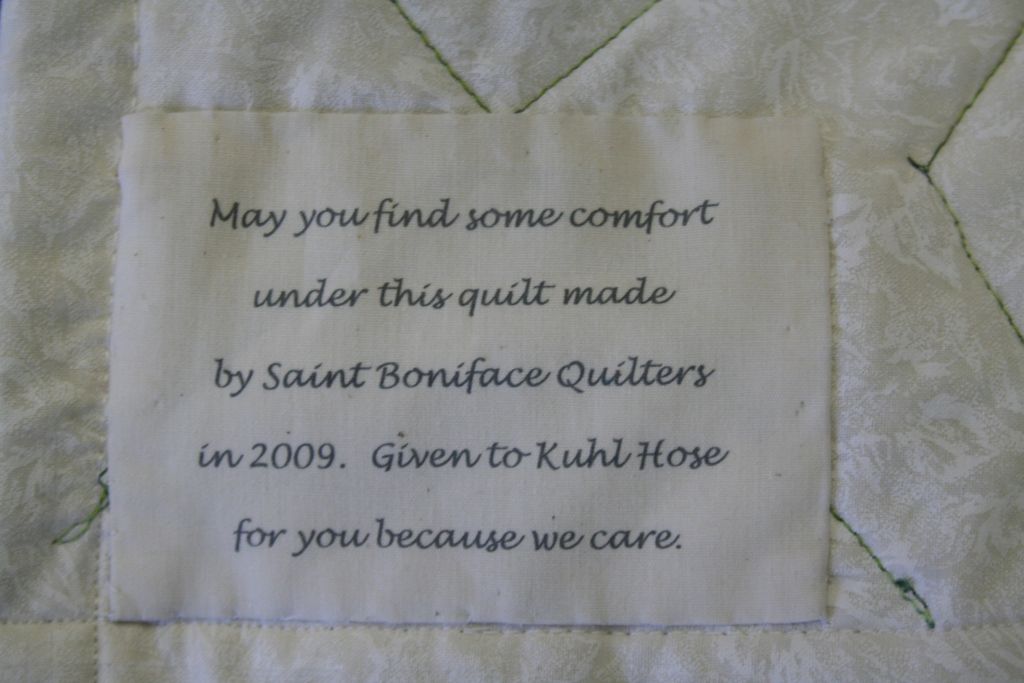 May you find some comfort
under this quilt made
by Saint Boniface Quilters
in 2009. Given to Kuhl Hose
for you because we care.